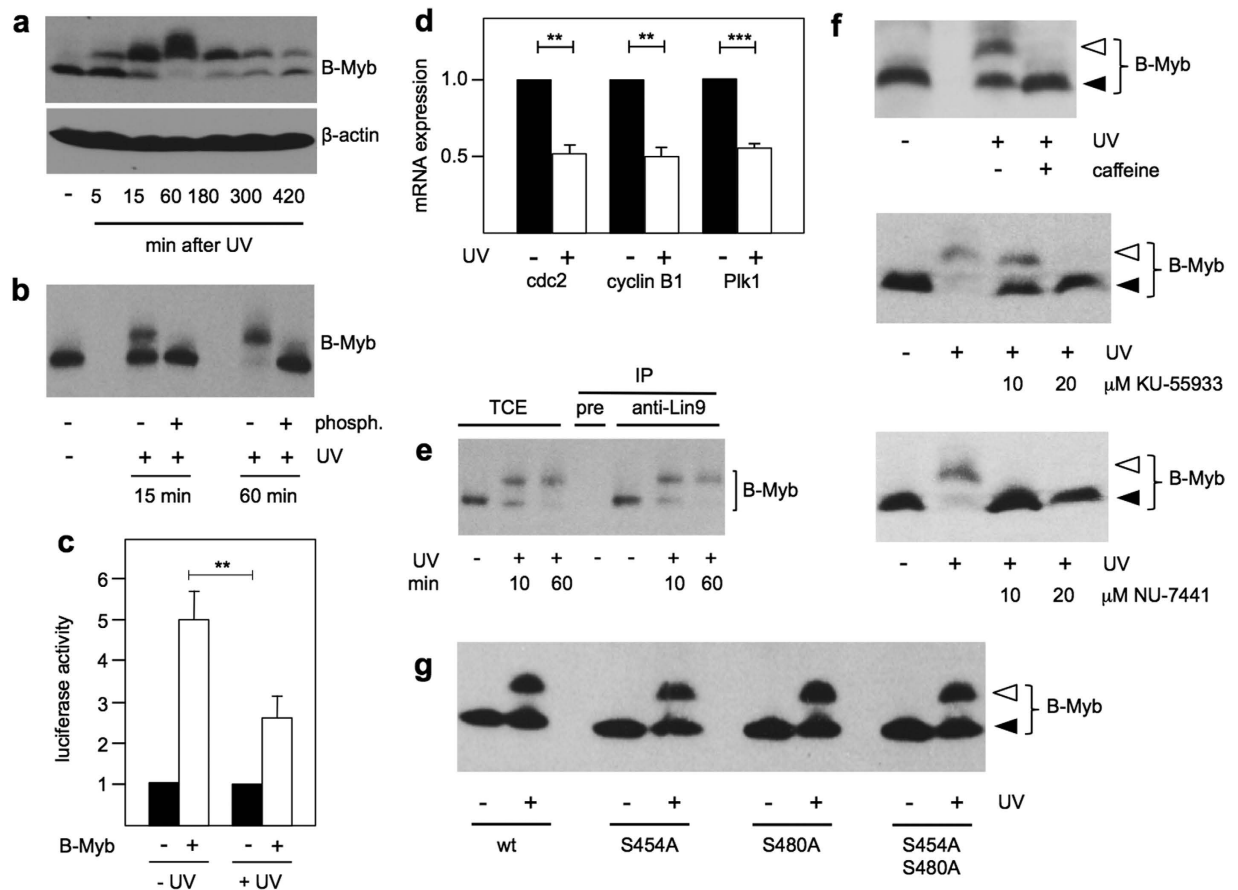 a
B-Myb
β-actin
- 5 15 60 180 300 420
min after UV
b
B-Myb
- - + - + phosph.
- + + + + UV
15 min 60 min
c
luciferase activity
6
5
4
3
2
1
**
B-Myb - + - +
- UV + UV
d
mRNA expression
1.0
0.5
** ** ***
UV - + - + - +
cdc2 cyclin B1 Plk1
e
IP
TCE pre anti-Lin9
B-Myb
UV - + + - - + +
min 10 60 10 60
f
B-Myb
- + + UV
- + caffeine
B-Myb
- + + + UV
10 20 μM KU-55933
B-Myb
- + + + UV
10 20 μM NU-7441
g
B-Myb
- + - + - + - + UV
wt S454A S480A S454A
S480A